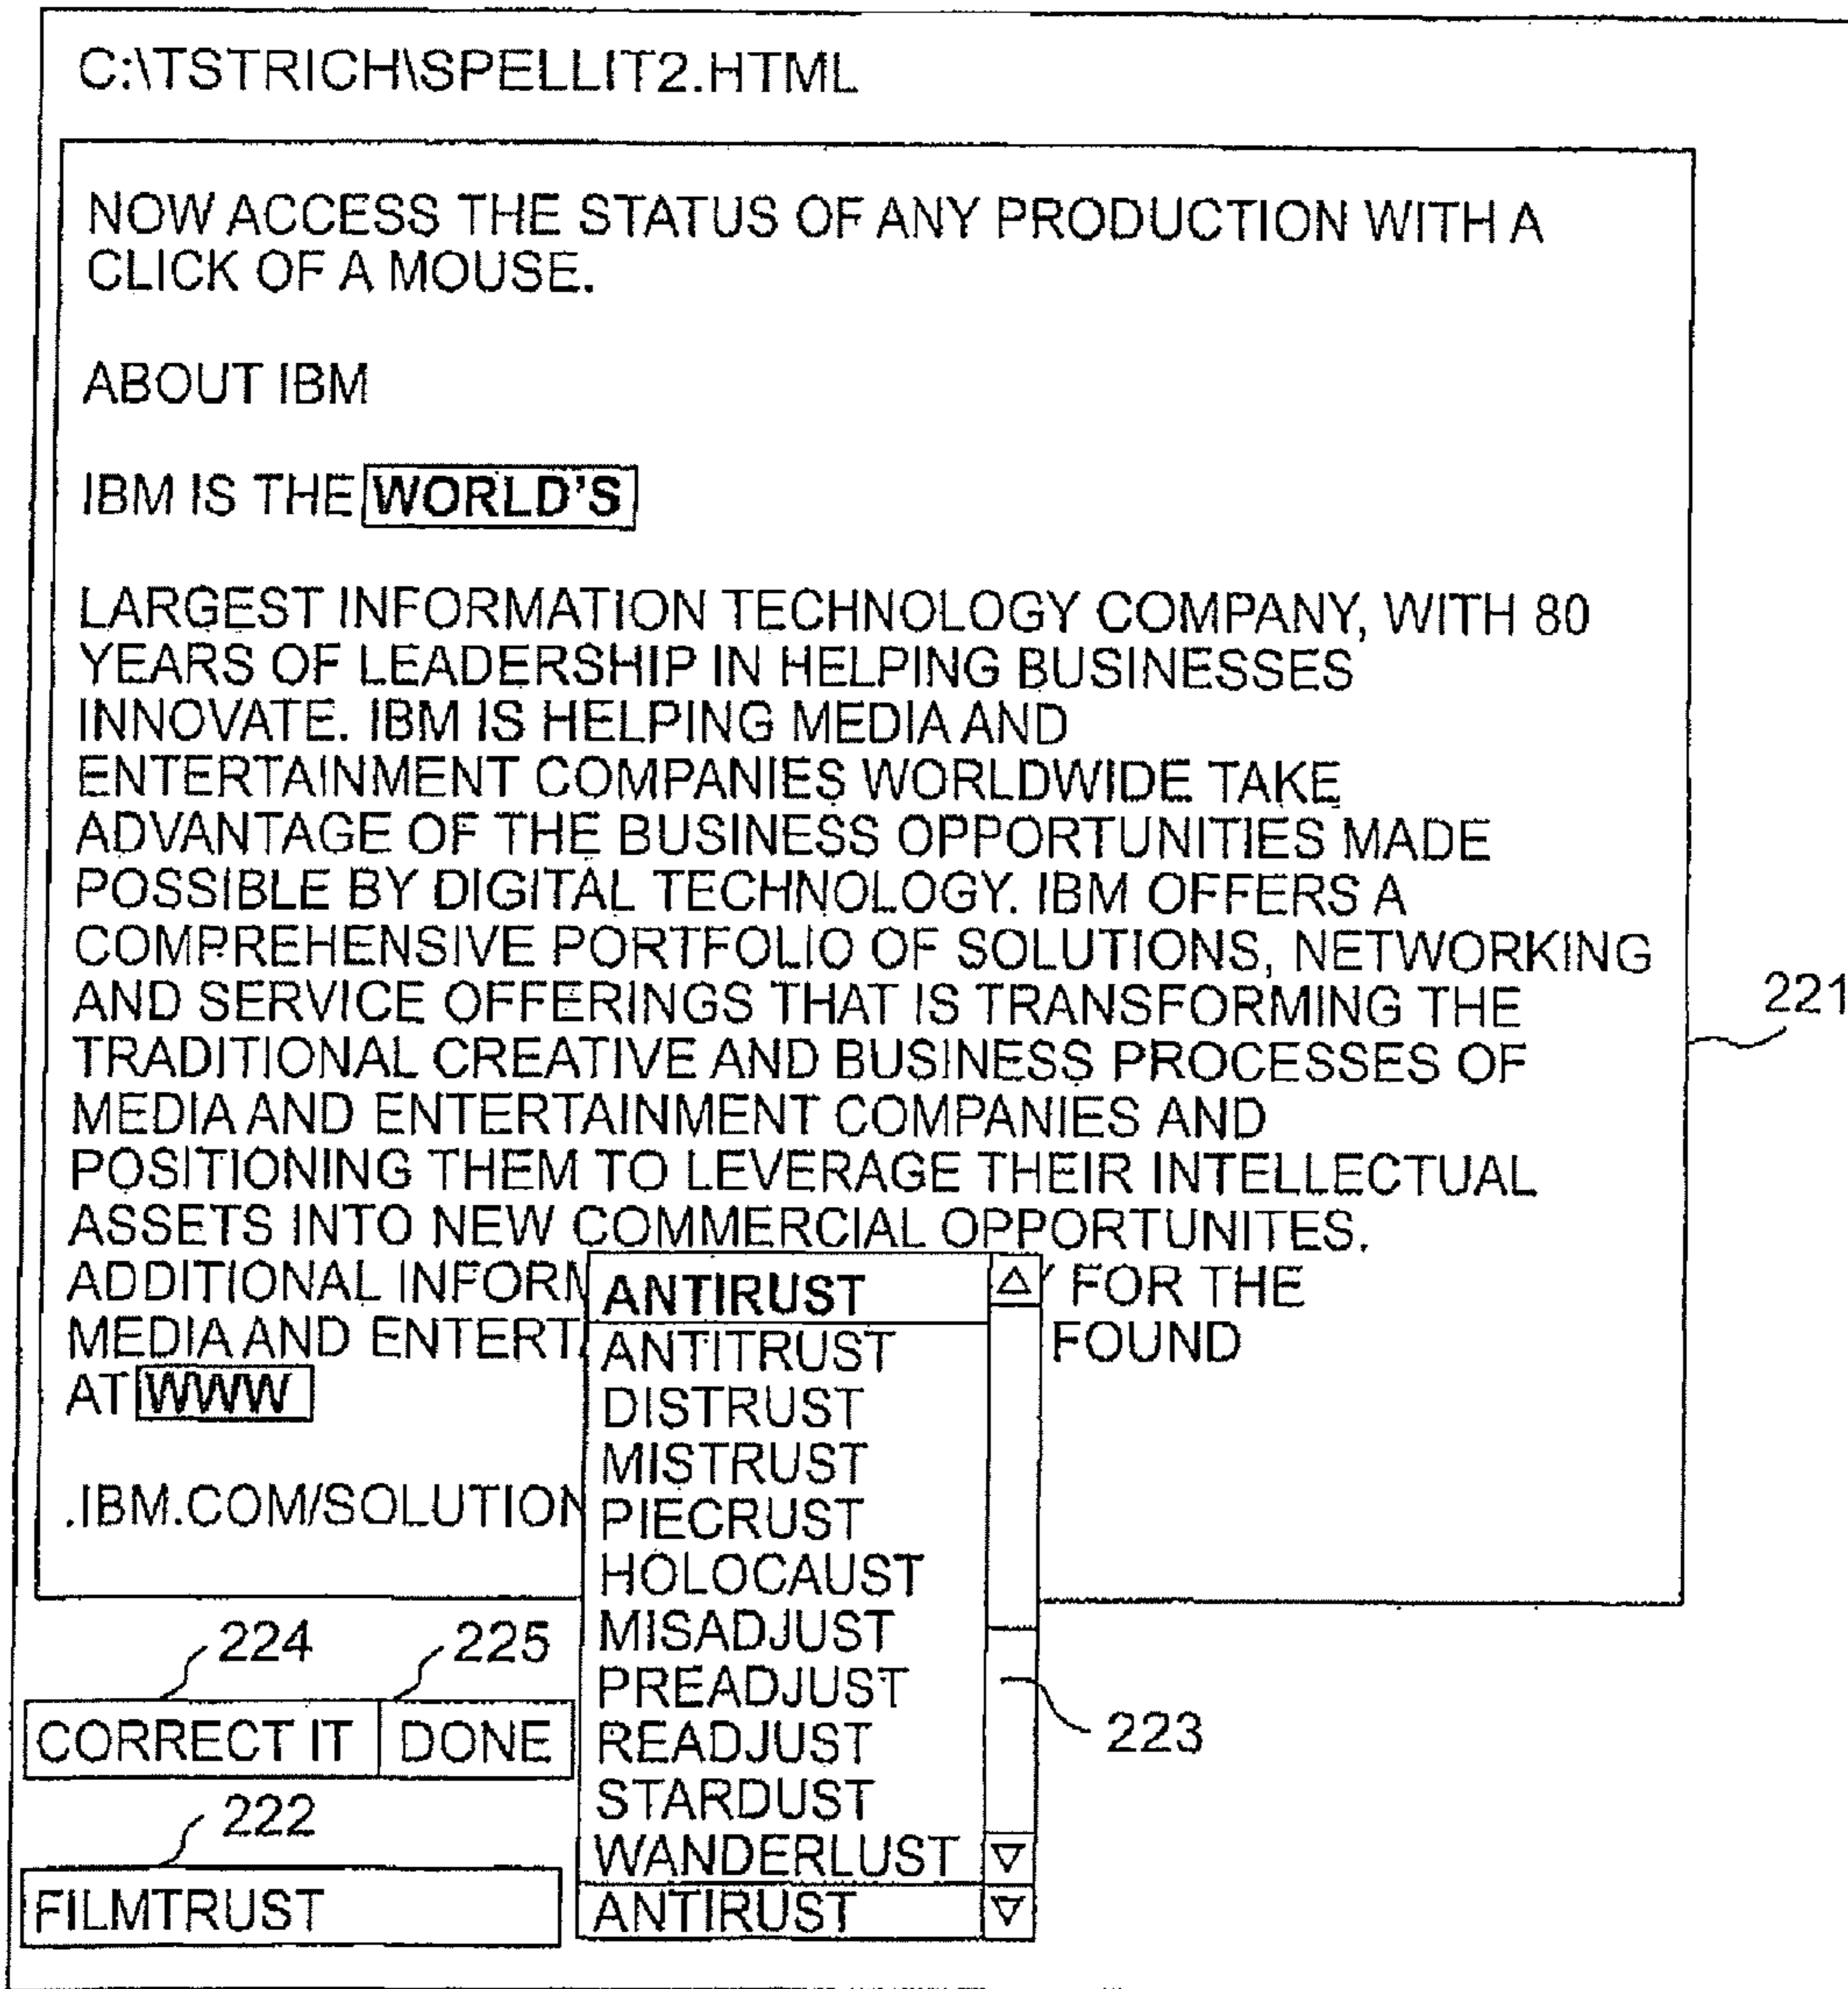 C:\TSTRICH\SPELLIT2.HTML
NOW ACCESS THE STATUS OF ANY PRODUCTION WITH A
CLICK OF A MOUSE.
ABOUT IBM
IBM IS THE WORLD'S
LARGEST INFORMATION TECHNOLOGY COMPANY, WITH 80
YEARS OF LEADERSHIP IN HELPING BUSINESSES
INNOVATE. IBM IS HELPING MEDIA AND
ENTERTAINMENT COMPANIES WORLDWIDE TAKE
ADVANTAGE OF THE BUSINESS OPPORTUNITIES MADE
POSSIBLE BY DIGITAL TECHNOLOGY. IBM OFFERS A
COMPREHENSIVE PORTFOLIO OF SOLUTIONS, NETWORKING
AND SERVICE OFFERINGS THAT IS TRANSFORMING THE
TRADITIONAL CREATIVE AND BUSINESS PROCESSES OF
MEDIA AND ENTERTAINMENT COMPANIES AND
POSITIONING THEM TO LEVERAGE THEIR INTELLECTUAL
ASSETS INTO NEW COMMERCIAL OPPORTUNITES.
ADDITIONAL INFORM FOR THE
MEDIA AND ENTERTA FOUND
AT WWW
.IBM.COM/SOLUTION
221
ANTIRUST
ANTITRUST
DISTRUST
MISTRUST
PIECRUST
HOLOCAUST
MISADJUST
PREADJUST
READJUST
STARDUST
WANDERLUST
ANTIRUST
223
224
225
CORRECT IT
DONE
222
FILMTRUST